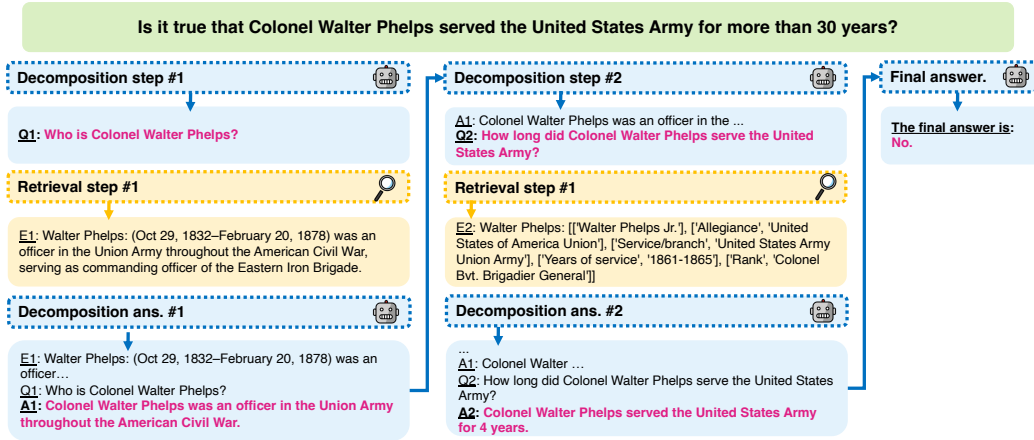 Is it true that Colonel Walter Phelps served the United States Army for more than 30 years?
Decomposition step #1
Q1: Who is Colonel Walter Phelps?
Retrieval step #1
E1: Walter Phelps: (Oct 29, 1832–February 20, 1878) was an
officer in the Union Army throughout the American Civil War,
serving as commanding officer of the Eastern Iron Brigade.
Decomposition ans. #1
E1: Walter Phelps: (Oct 29, 1832–February 20, 1878) was an
officer…
Q1: Who is Colonel Walter Phelps?
A1: Colonel Walter Phelps was an officer in the Union Army
throughout the American Civil War.
Decomposition step #2
A1: Colonel Walter Phelps was an officer in the ...
Q2: How long did Colonel Walter Phelps serve the United
States Army?
Retrieval step #1
E2: Walter Phelps: [['Walter Phelps Jr.'], ['Allegiance', 'United
States of America Union'], ['Service/branch', 'United States Army
Union Army'], ['Years of service', '1861-1865'], ['Rank', 'Colonel
Bvt. Brigadier General']]
Decomposition ans. #2
...
A1: Colonel Walter …
Q2: How long did Colonel Walter Phelps serve the United States
Army?
A2: Colonel Walter Phelps served the United States Army
for 4 years.
Final answer.
The final answer is:
No.